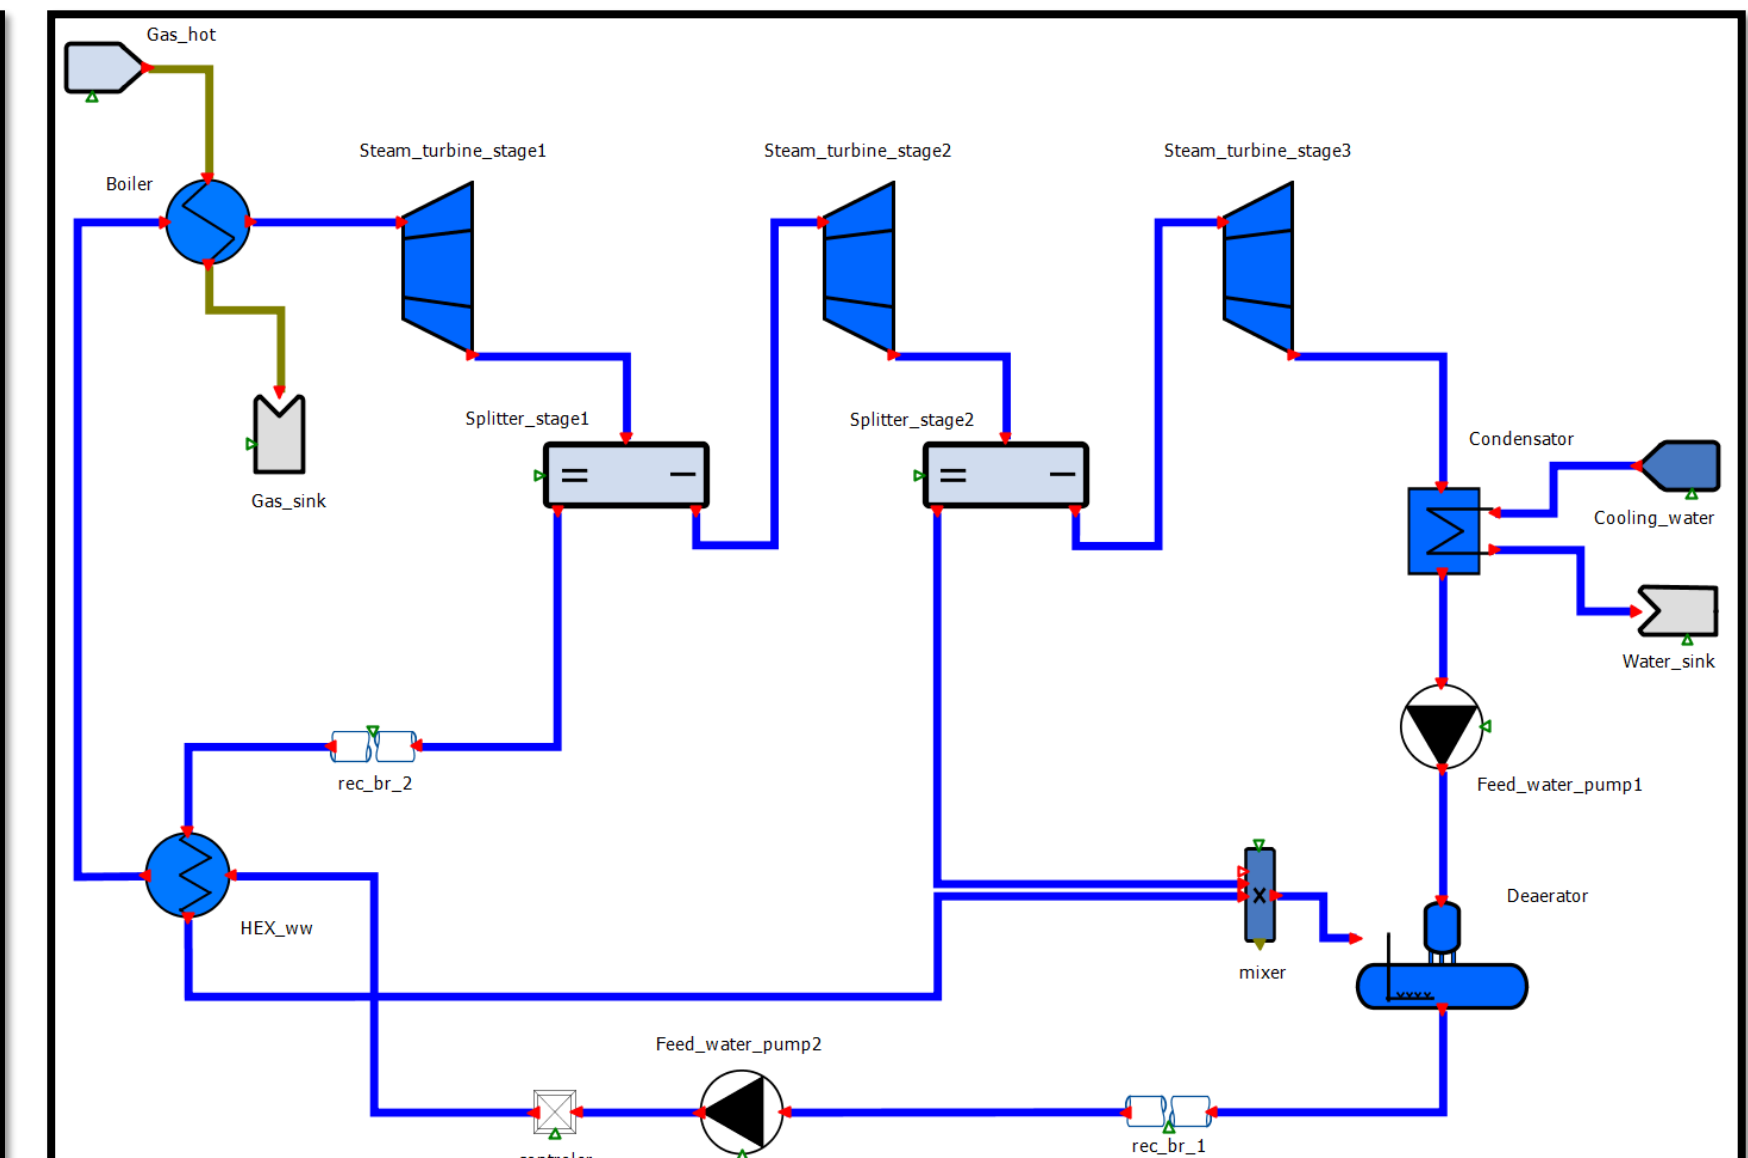 Gas_hot
Steam_turbine_stage1
Steam_turbine_stage2
Steam_turbine_stage3
Boiler
Splitter_stage1
Splitter_stage2
Condensator
Gas_sink
Cooling_water
Water_sink
rec_br_2
Feed_water_pump1
Deaerator
HEX_ww
mixer
Feed_water_pump2
rec_br_1